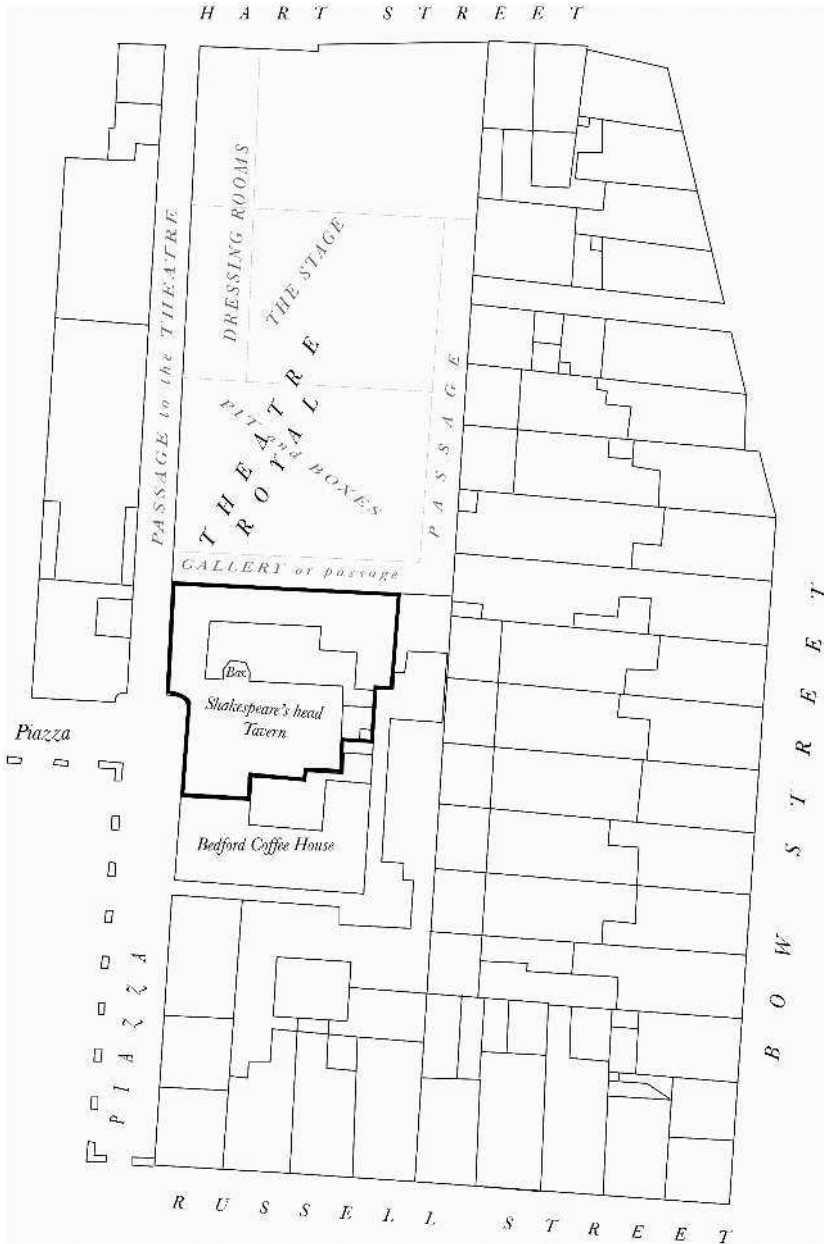 HART STREET
DRESSING ROOMS
THE STAGE
PASSAGE to the THEATRE
THEATRE
ROYAL
PIT and BOXES
PASSAGE
GALLERY or passage
Bar
Shakespeare's head
Tavern
Piazza
Bedford Coffee House
PIAZZA
BOW STREET
RUSSELL STREET